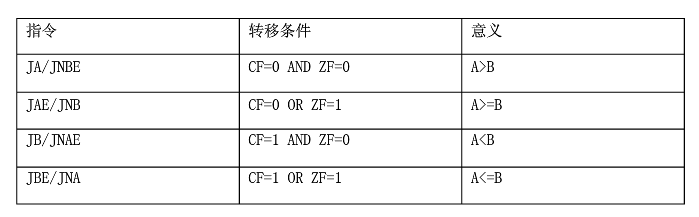 指令 转移条件 意义
JA/JNBE CF=0 AND ZF=0 A>B
JAE/JNB CF=0 OR ZF=1 A>=B
JB/JNAE CF=1 AND ZF=0 A<B
JBE/JNA CF=1 OR ZF=1 A<=B